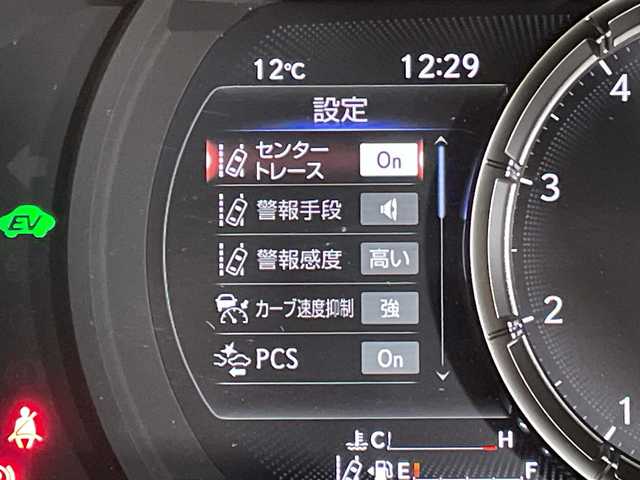 12℃ 12:29
設定
センター
トレース On
警報手段
警報感度 高い
カーブ速度抑制 強
PCS On
EV
4
3
2
1
C H
E F